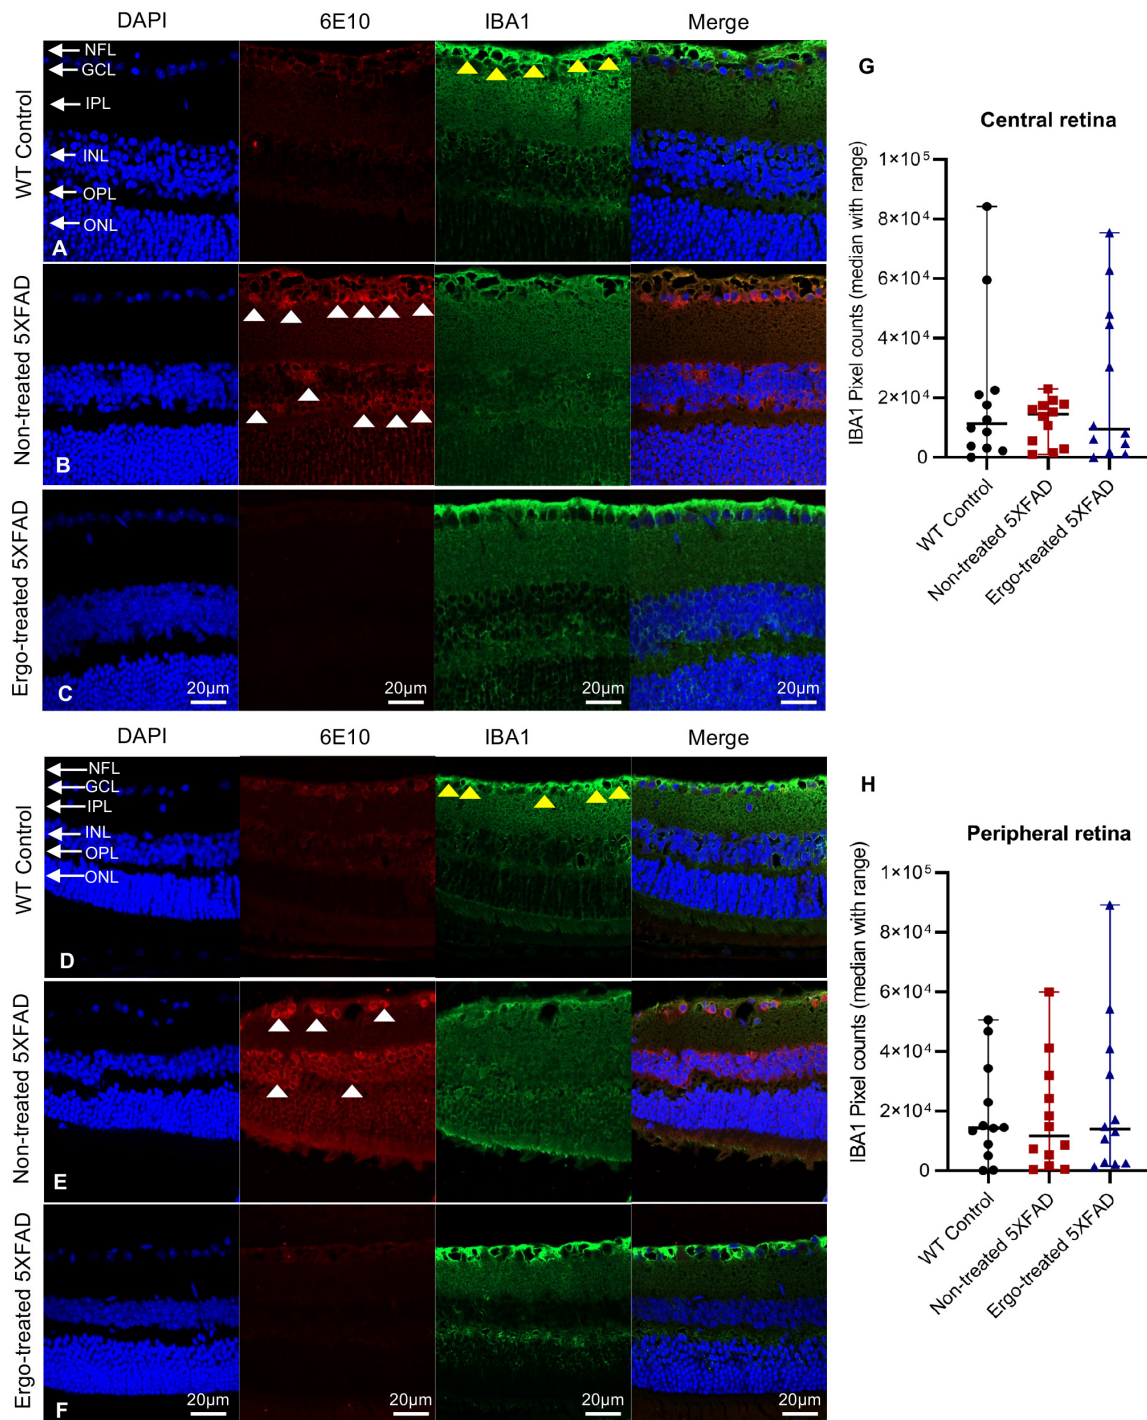 DAPI 6E10 IBA1 Merge
WT Control
NFL
GCL
IPL
INL
OPL
ONL
A
Non-treated 5XFAD
B
Ergo-treated 5XFAD
C
20µm 20µm 20µm 20µm
DAPI 6E10 IBA1 Merge
WT Control
NFL
GCL
IPL
INL
OPL
ONL
D
Non-treated 5XFAD
E
Ergo-treated 5XFAD
F
20µm 20µm 20µm 20µm
G
Central retina
IBA1 Pixel counts (median with range)
1×10⁵
8×10⁴
6×10⁴
4×10⁴
2×10⁴
0
WT Control
Non-treated 5XFAD
Ergo-treated 5XFAD
H
Peripheral retina
IBA1 Pixel counts (median with range)
1×10⁵
8×10⁴
6×10⁴
4×10⁴
2×10⁴
0
WT Control
Non-treated 5XFAD
Ergo-treated 5XFAD